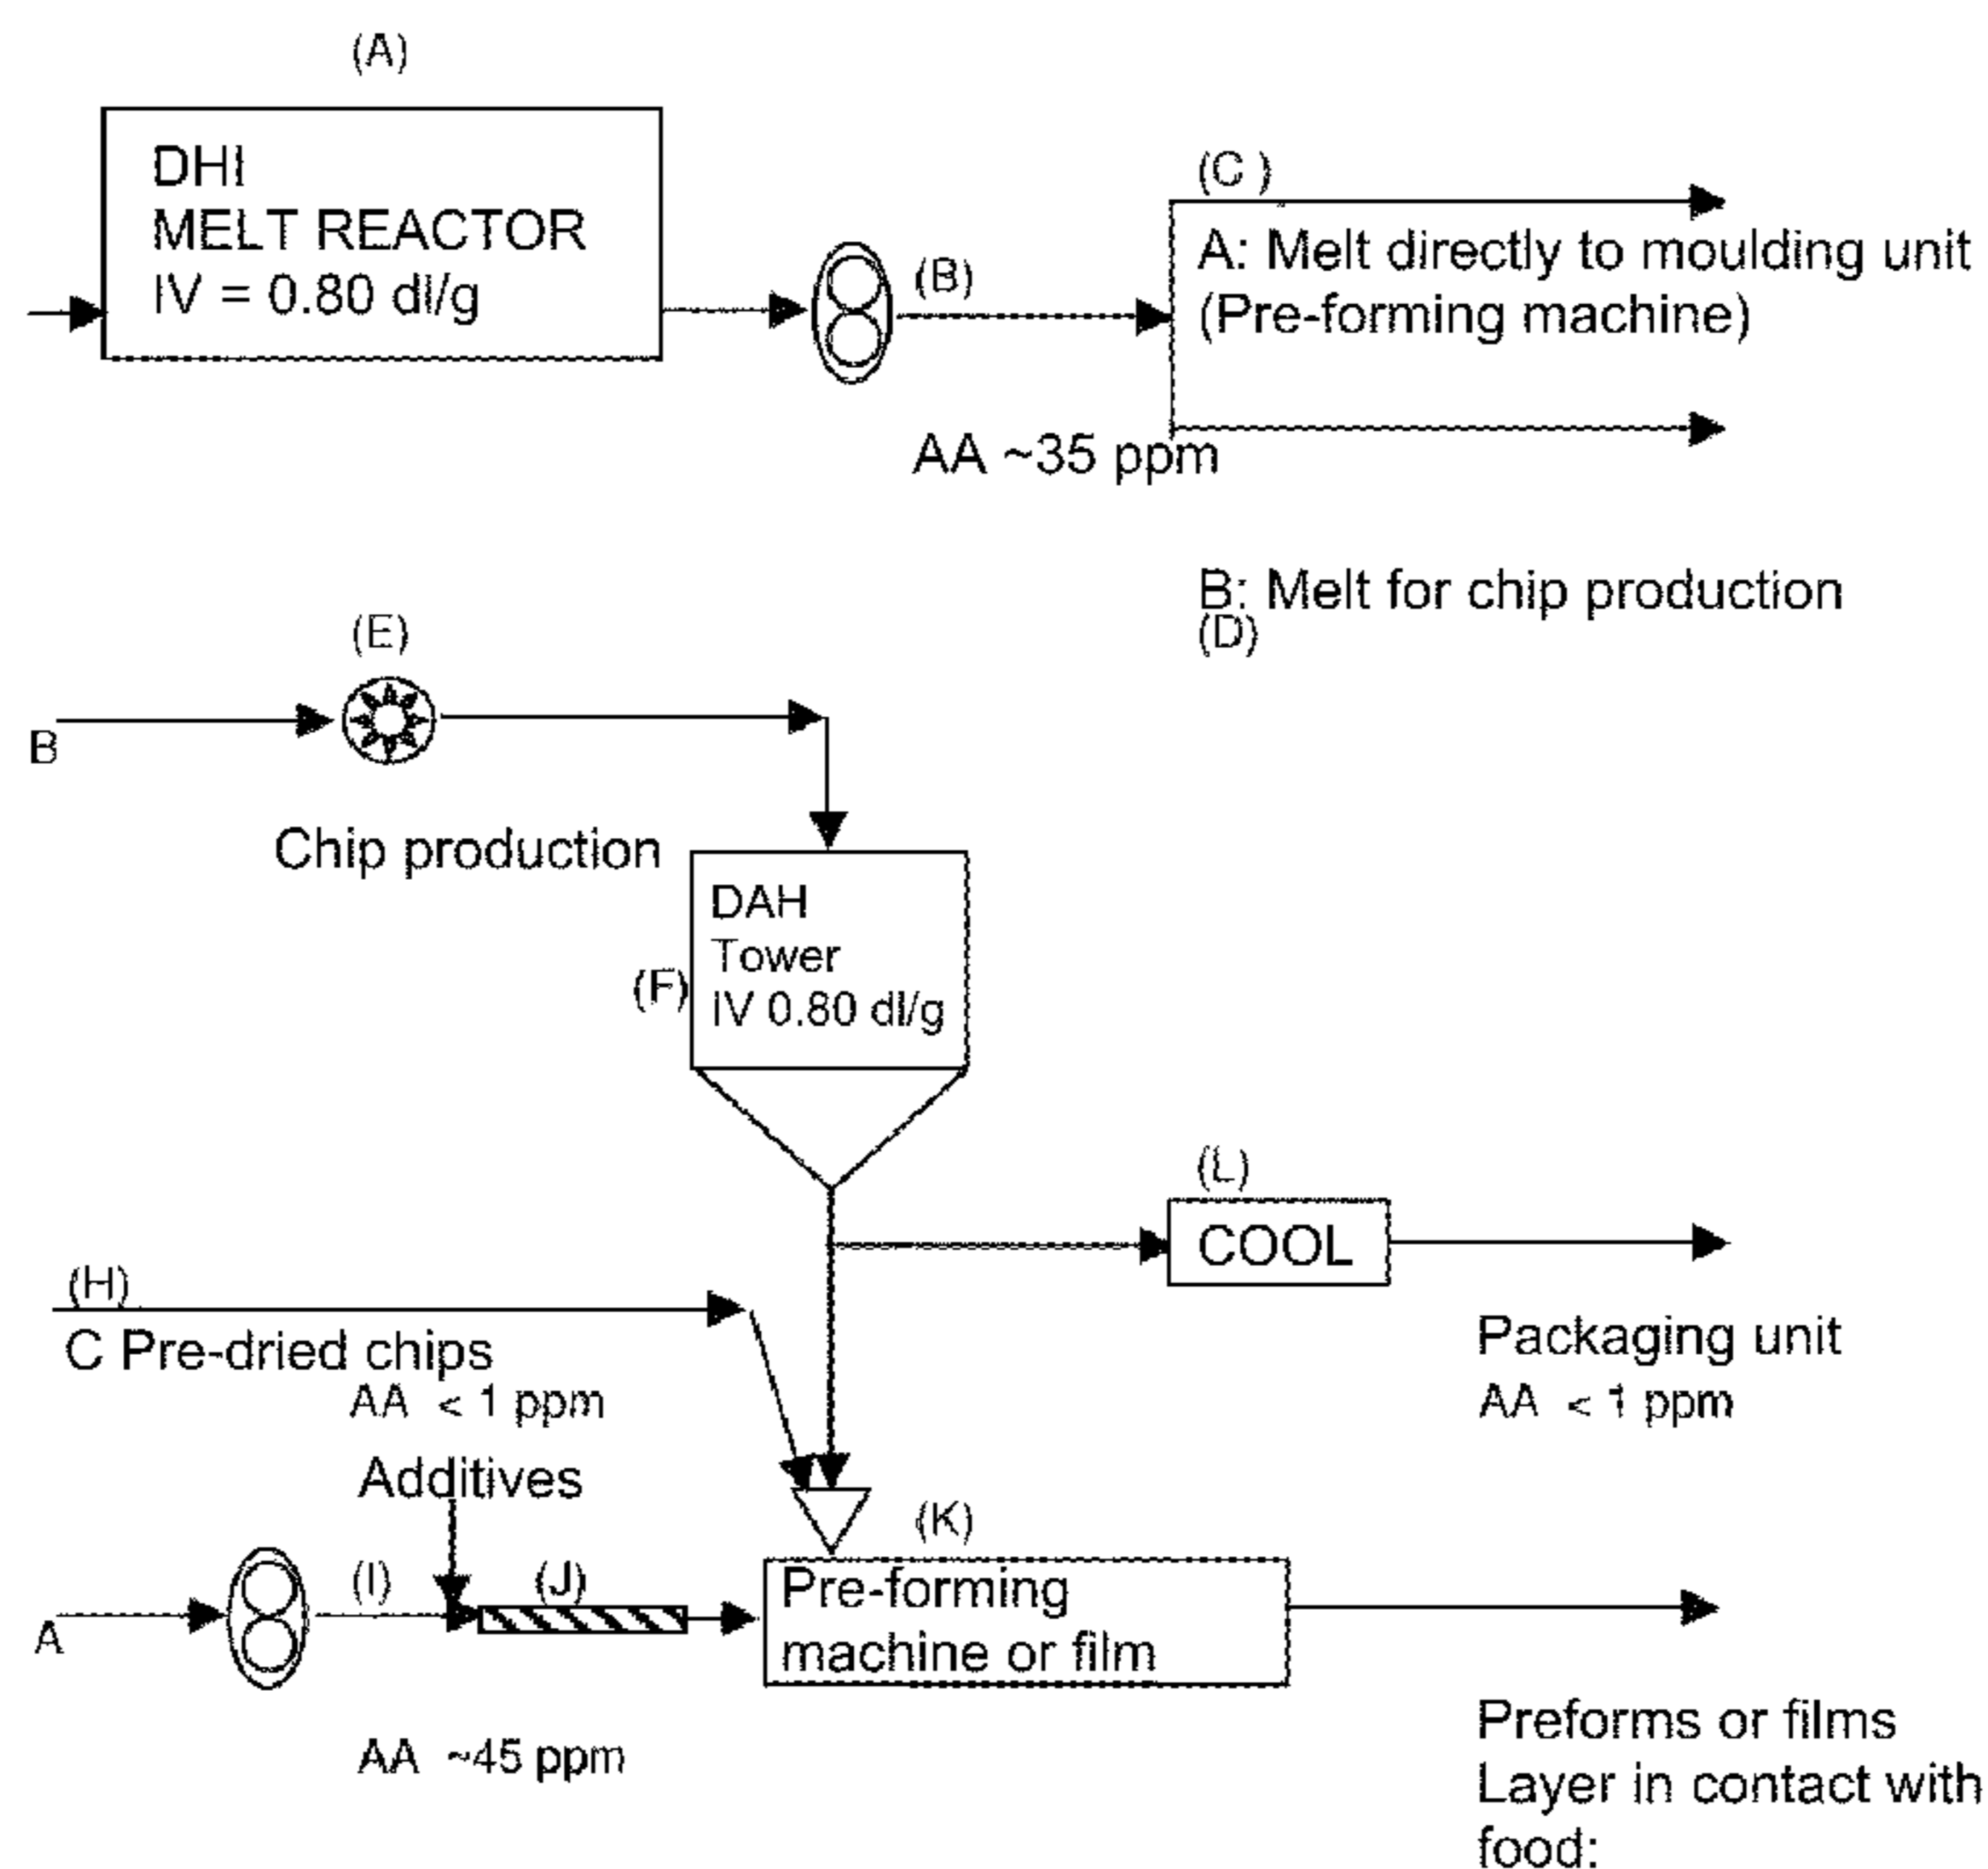 (A)
DHI
MELT REACTOR
IV = 0.80 dl/g
(B)
AA ~35 ppm
(C )
A: Melt directly to moulding unit
(Pre-forming machine)
B: Melt for chip production
(D)
(E)
B
Chip production
DAH
Tower
IV 0.80 dl/g
(F)
(L)
COOL
Packaging unit
AA < 1 ppm
(H)
C Pre-dried chips
AA < 1 ppm
Additives
(I)
(J)
A
AA ~45 ppm
(K)
Pre-forming
machine or film
Preforms or films
Layer in contact with
food: